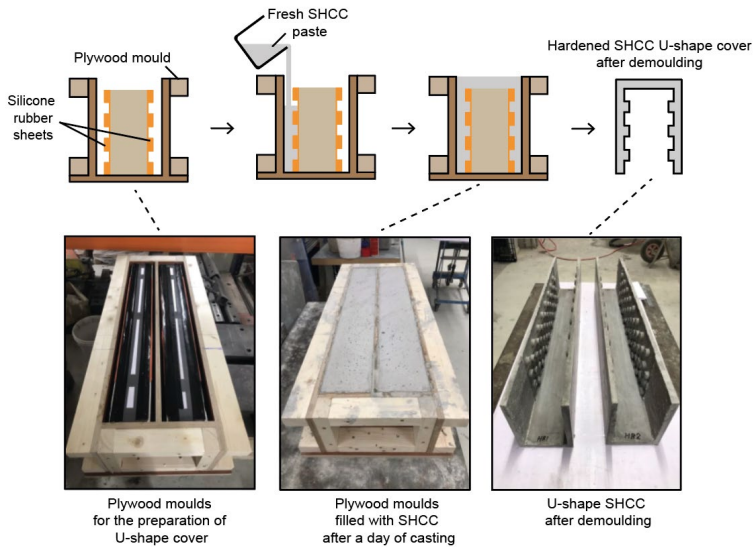 Fresh SHCC
paste
Plywood mould
Hardened SHCC U-shape cover
after demoulding
Silicone
rubber
sheets
Plywood moulds
for the preparation of
U-shape cover
Plywood moulds
filled with SHCC
after a day of casting
U-shape SHCC
after demoulding